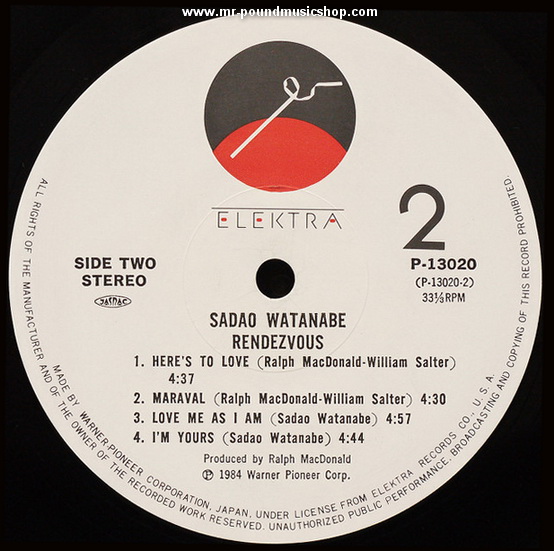 www.mr-poundmusicshop.com
ELEKTRA
2
SIDE TWO
STEREO
JASRAC
P-13020
(P-13020-2)
33⅓RPM
SADAO WATANABE
RENDEZVOUS
1. HERE'S TO LOVE (Ralph MacDonald-William Salter)
4:37
2. MARAVAL (Ralph MacDonald-William Salter) 4:30
3. LOVE ME AS I AM (Sadao Watanabe) 4:57
4. I'M YOURS (Sadao Watanabe) 4:44
Produced by Ralph MacDonald
℗ 1984 Warner Pioneer Corp.
MADE BY WARNER-PIONEER CORPORATION, JAPAN. UNDER LICENSE FROM ELEKTRA RECORDS CO., U.S.A.
ALL RIGHTS OF THE MANUFACTURER AND OF THE OWNER OF THE RECORDED WORK RESERVED. UNAUTHORIZED PUBLIC PERFORMANCE, BROADCASTING AND COPYING OF THIS RECORD PROHIBITED.